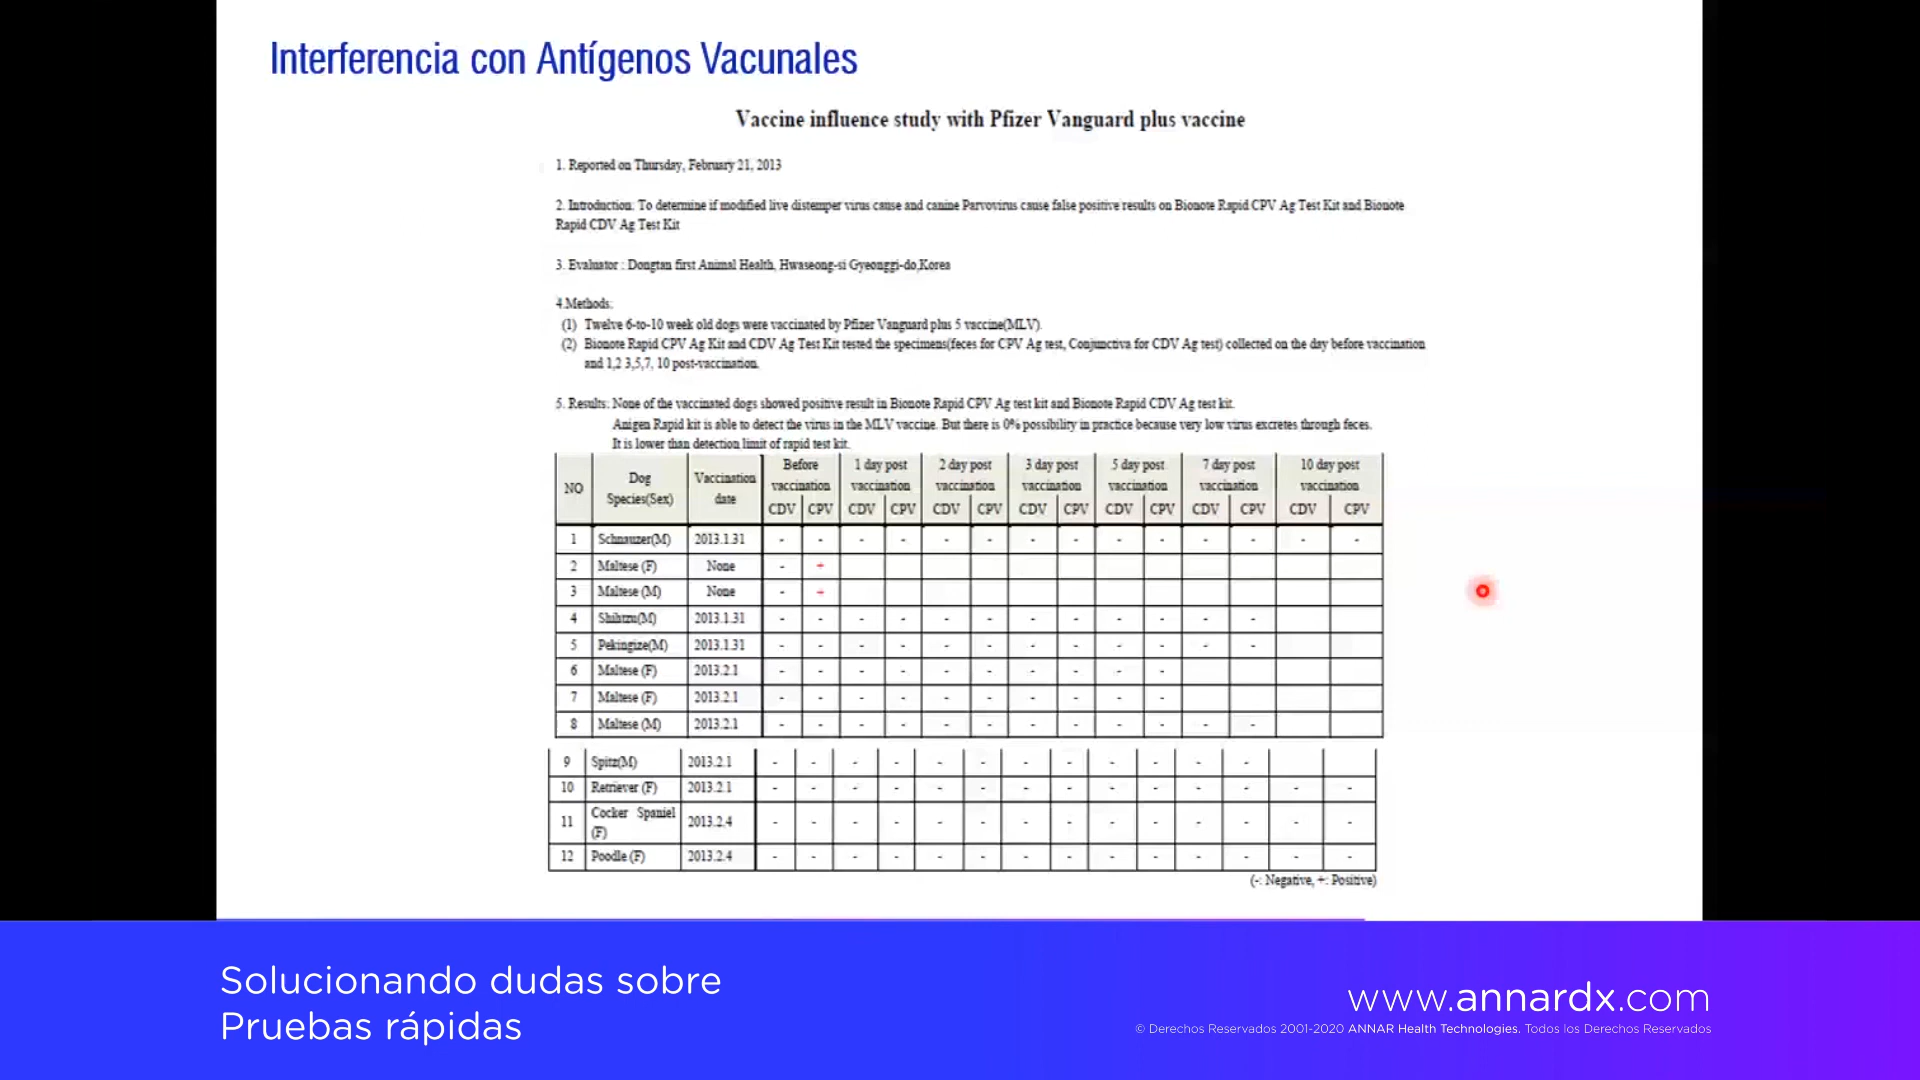 Interferencia con Antígenos Vacunales
Vaccine influence study with Pfizer Vanguard plus vaccine
1. Reported on Thursday, February 21, 2013
2. Introduction: To determine if modified live distemper virus cause and canine Parvovirus cause false positive results on Bionote Rapid CPV Ag Test Kit and Bionote
Rapid CDV Ag Test Kit
3. Evaluator : Dongtan first Animal Health, Hwaseong-si Gyeonggi-do,Korea
4.Methods:
(1) Twelve 6-to-10 week old dogs were vaccinated by Pfizer Vanguard plus 5 vaccine(MLV).
(2) Bionote Rapid CPV Ag Kit and CDV Ag Test Kit tested the specimens(feces for CPV Ag test, Conjunctiva for CDV Ag test) collected on the day before vaccination
and 1,2 3,5,7, 10 post-vaccination.
5. Results: None of the vaccinated dogs showed positive result in Bionote Rapid CPV Ag test kit and Bionote Rapid CDV Ag test kit.
Anigen Rapid kit is able to detect the virus in the MLV vaccine. But there is 0% possibility in practice because very low virus excretes through feces.
It is lower than detection limit of rapid test kit.
NO Dog Species(Sex) Vaccination date Before vaccination 1 day post vaccination 2 day post vaccination 3 day post vaccination 5 day post vaccination 7 day post vaccination 10 day post vaccination
CDV CPV CDV CPV CDV CPV CDV CPV CDV CPV CDV CPV CDV CPV
1 Schnauzer(M) 2013.1.31 - - - - - - - - - - - - - -
2 Maltese (F) None - +
3 Maltese (M) None - +
4 Shihtzu(M) 2013.1.31 - - - - - - - - - - - -
5 Pekingize(M) 2013.1.31 - - - - - - - - - - - -
6 Maltese (F) 2013.2.1 - - - - - - - - - -
7 Maltese (F) 2013.2.1 - - - - - - - - - -
8 Maltese (M) 2013.2.1 - - - - - - - - - - - -
9 Spitz(M) 2013.2.1 - - - - - - - - - - - -
10 Retriever (F) 2013.2.1 - - - - - - - - - - - - - -
11 Cocker Spaniel (F) 2013.2.4 - - - - - - - - - - - - - -
12 Poodle (F) 2013.2.4 - - - - - - - - - - - - - -
(-: Negative, +: Positive)
Solucionando dudas sobre
Pruebas rápidas
www.annardx.com
© Derechos Reservados 2001-2020 ANNAR Health Technologies. Todos los Derechos Reservados